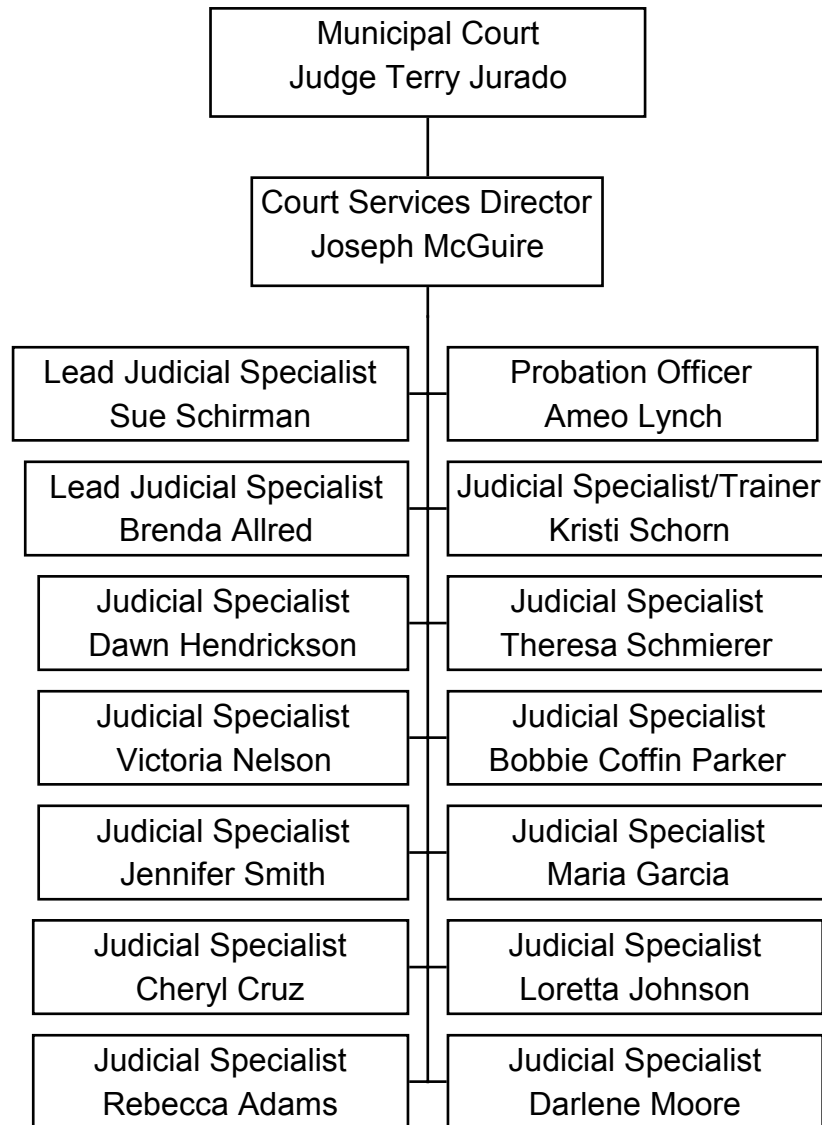 Municipal Court
Judge Terry Jurado
Court Services Director
Joseph McGuire
Lead Judicial Specialist
Sue Schirman
Probation Officer
Ameo Lynch
Lead Judicial Specialist
Brenda Allred
Judicial Specialist/Trainer
Kristi Schorn
Judicial Specialist
Dawn Hendrickson
Judicial Specialist
Theresa Schmierer
Judicial Specialist
Victoria Nelson
Judicial Specialist
Bobbie Coffin Parker
Judicial Specialist
Jennifer Smith
Judicial Specialist
Maria Garcia
Judicial Specialist
Cheryl Cruz
Judicial Specialist
Loretta Johnson
Judicial Specialist
Rebecca Adams
Judicial Specialist
Darlene Moore